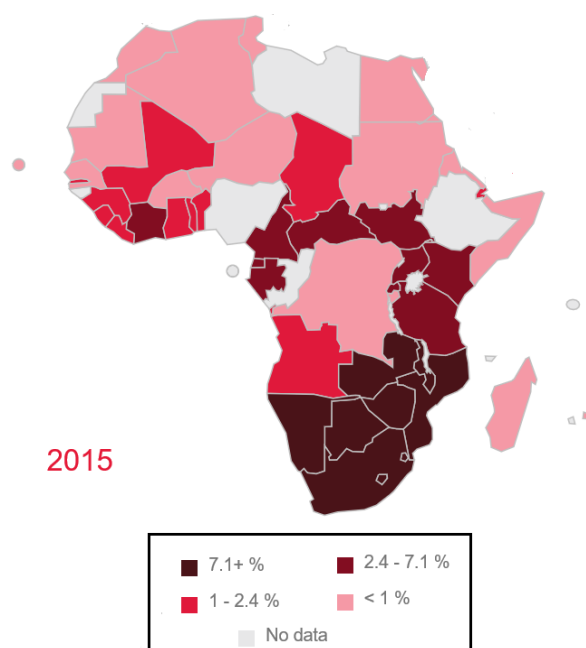 2015
7.1+ %
2.4 - 7.1 %
1 - 2.4 %
< 1 %
No data